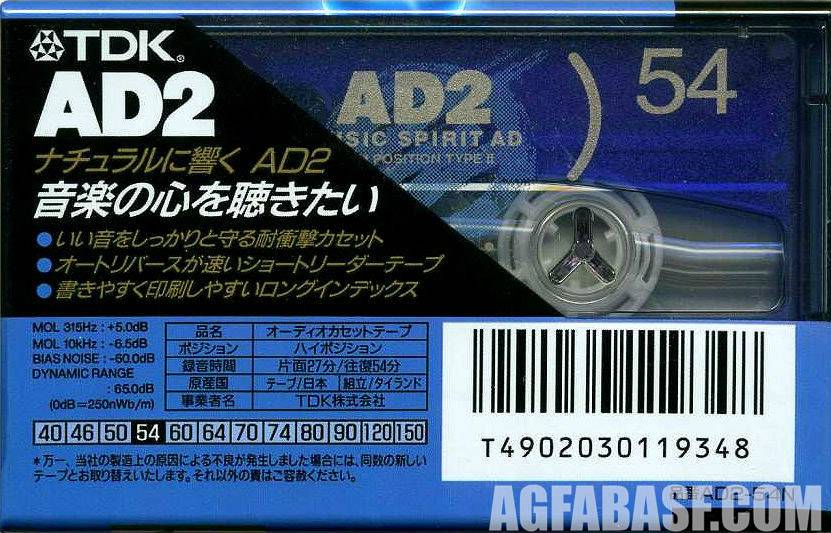 TDK®
AD2
ナチュラルに響く AD2
音楽の心を聴きたい
●いい音をしっかりと守る耐衝撃カセット
●オートリバースが速いショートリーダーテープ
●書きやすく印刷しやすいロングインデックス
AD2
54
SIC SPIRIT AD
POSITION TYPE II
MOL 315Hz : +5.0dB
MOL 10kHz : -6.5dB
BIAS NOISE : -60.0dB
DYNAMIC RANGE
: 65.0dB
(0dB=250nWb/m)
品名 オーディオカセットテープ
ポジション ハイポジション
録音時間 片面27分/往復54分
原産国 テープ/日本 組立/タイランド
事業者名 TDK株式会社
40 46 50 54 60 64 70 74 80 90 120 150
*万一、当社の製造上の原因による不良が発生しました場合には、同数の新しい
テープとお取り替えいたします。それ以外の責はご容赦ください。
T4902030119348
品番AD2-54N
AGFABASF.COM